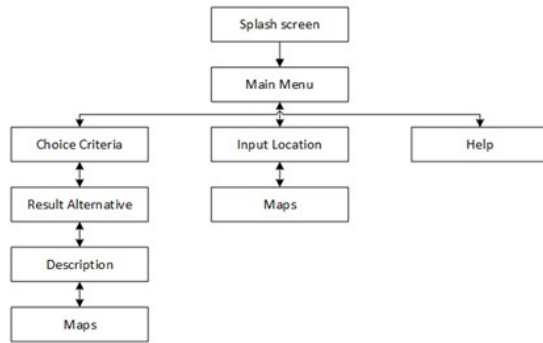 Splash screen
Main Menu
Choice Criteria
Input Location
Help
Result Alternative
Maps
Description
Maps